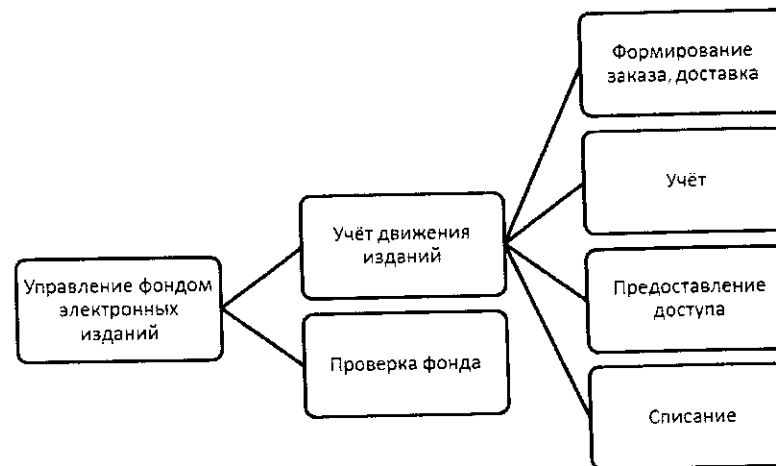 Управление фондом
электронных
изданий
Учёт движения
изданий
Проверка фонда
Формирование
заказа, доставка
Учёт
Предоставление
доступа
Списание